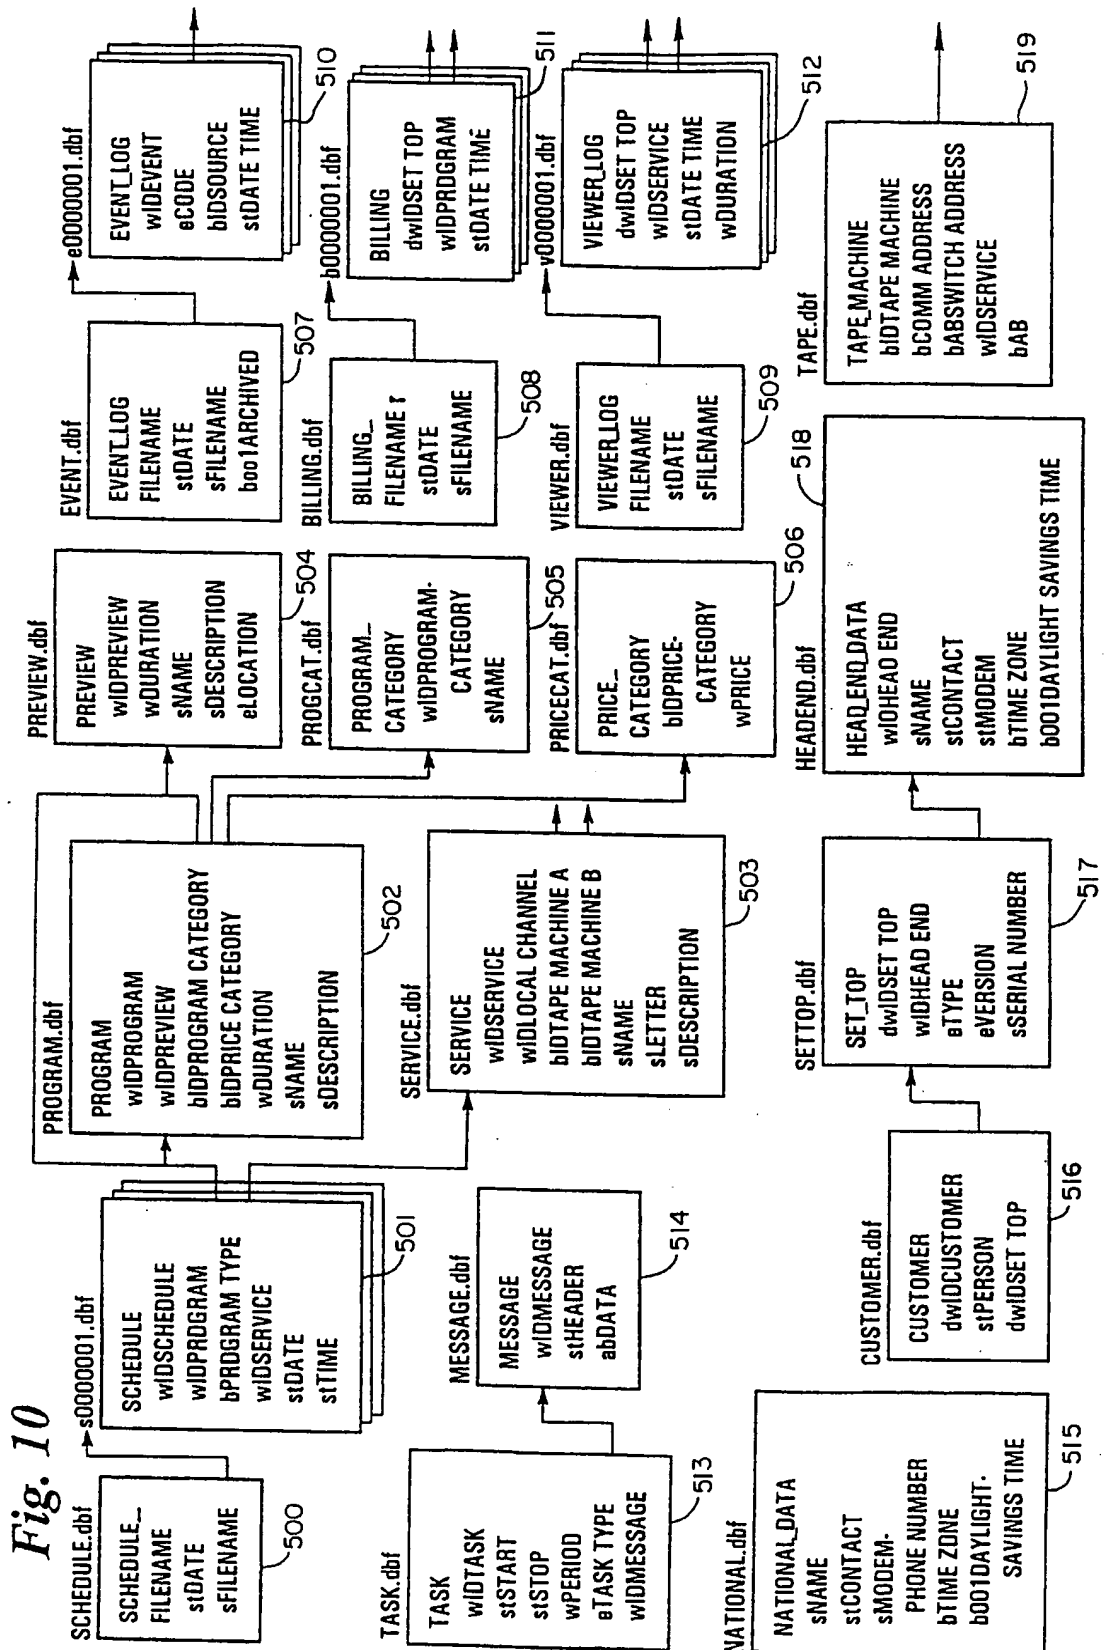 Fig. 10
SCHEDULE.dbf
SCHEDULE_
FILENAME
stDATE
sFILENAME
500
s0000001.dbf
SCHEDULE
wIDSCHEDULE
wIDPRDGRAM
bPRDGRAM TYPE
wIDSERVICE
stDATE
stTIME
501
PROGRAM.dbf
PROGRAM
wIDPROGRAM
wIDPREVIEW
bIDPROGRAM CATEGORY
bIDPRICE CATEGORY
wDURATION
sNAME
sDESCRIPTION
502
PREVIEW.dbf
PREVIEW
wIDPREVIEW
wDURATION
sNAME
sDESCRIPTION
eLOCATION
504
EVENT.dbf
EVENT_LOG
FILENAME
stDATE
sFILENAME
boo1ARCHIVED
507
e0000001.dbf
EVENT_LOG
wIDEVENT
eCODE
bIDSOURCE
stDATE TIME
510
PROGCAT.dbf
PROGRAM_
CATEGORY
wIDPROGRAM-
CATEGORY
sNAME
505
BILLING.dbf
BILLING_
FILENAME
stDATE
sFILENAME
508
b0000001.dbf
BILLING
dwIDSET TOP
wIDPRDGRAM
stDATE TIME
511
TASK.dbf
TASK
wIDTASK
stSTART
stSTOP
wPERIOD
eTASK TYPE
wIDMESSAGE
513
MESSAGE.dbf
MESSAGE
wIDMESSAGE
stHEADER
abDATA
514
SERVICE.dbf
SERVICE
wIDSERVICE
wIDLOCAL CHANNEL
bIDTAPE MACHINE A
bIDTAPE MACHINE B
sNAME
sLETTER
sDESCRIPTION
503
PRICECAT.dbf
PRICE_
CATEGORY
bIDPRICE-
CATEGORY
wPRICE
506
VIEWER.dbf
VIEWER_LOG
FILENAME
stDATE
sFILENAME
509
v0000001.dbf
VIEWER_LOG
dwIDSET TOP
wIDSERVICE
stDATE TIME
wDURATION
512
NATIONAL.dbf
NATIONAL_DATA
sNAME
stCONTACT
sMODEM-
PHONE NUMBER
bTIME ZDNE
b001DAYLIGHT-
SAVINGS TIME
515
CUSTOMER.dbf
CUSTOMER
dwIDCUSTOMER
stPERSON
dwIDSET TOP
516
SETTOP.dbf
SET_TOP
dwIDSET TOP
wIDHEAD END
eTYPE
eVERSION
sSERIAL NUMBER
517
HEADEND.dbf
HEAD_END_DATA
wIOHEAD END
sNAME
stCONTACT
stMODEM
bTIME ZONE
b001DAYLIGHT SAVINGS TIME
518
TAPE.dbf
TAPE_MACHINE
bIDTAPE MACHINE
bCOMM ADDRESS
bABSWITCH ADDRESS
wIDSERVICE
bAB
519